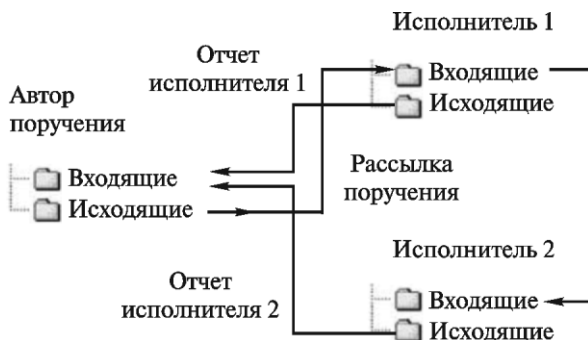 Исполнитель 1
Отчет
исполнителя 1
Входящие
Исходящие
Автор
поручения
Входящие
Исходящие
Рассылка
поручения
Исполнитель 2
Отчет
исполнителя 2
Входящие
Исходящие